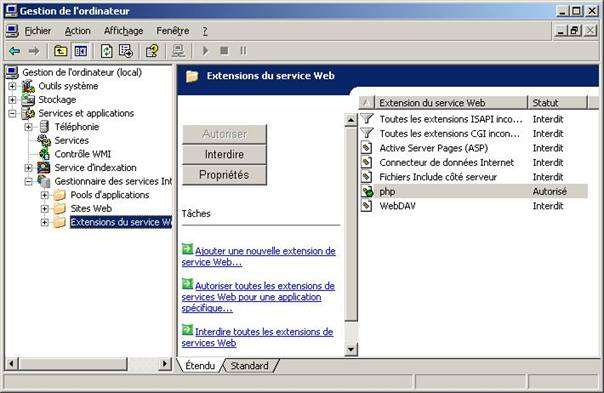 Gestion de l'ordinateur
Fichier Action Affichage Fenêtre ?
Gestion de l'ordinateur (local)
Outils système
Stockage
Services et applications
Téléphonie
Services
Contrôle WMI
Service d'indexation
Gestionnaire des services Int
Pools d'applications
Sites Web
Extensions du service We
Extensions du service Web
Autoriser
Interdire
Propriétés
Tâches
Ajouter une nouvelle extension de
service Web...
Autoriser toutes les extensions de
services Web pour une application
spécifique...
Interdire toutes les extensions de
services Web
Extension du service Web Statut
Toutes les extensions ISAPI inco... Interdit
Toutes les extensions CGI incon... Interdit
Active Server Pages (ASP) Interdit
Connecteur de données Internet Interdit
Fichiers Include côté serveur Interdit
php Autorisé
WebDAV Interdit
Étendu Standard